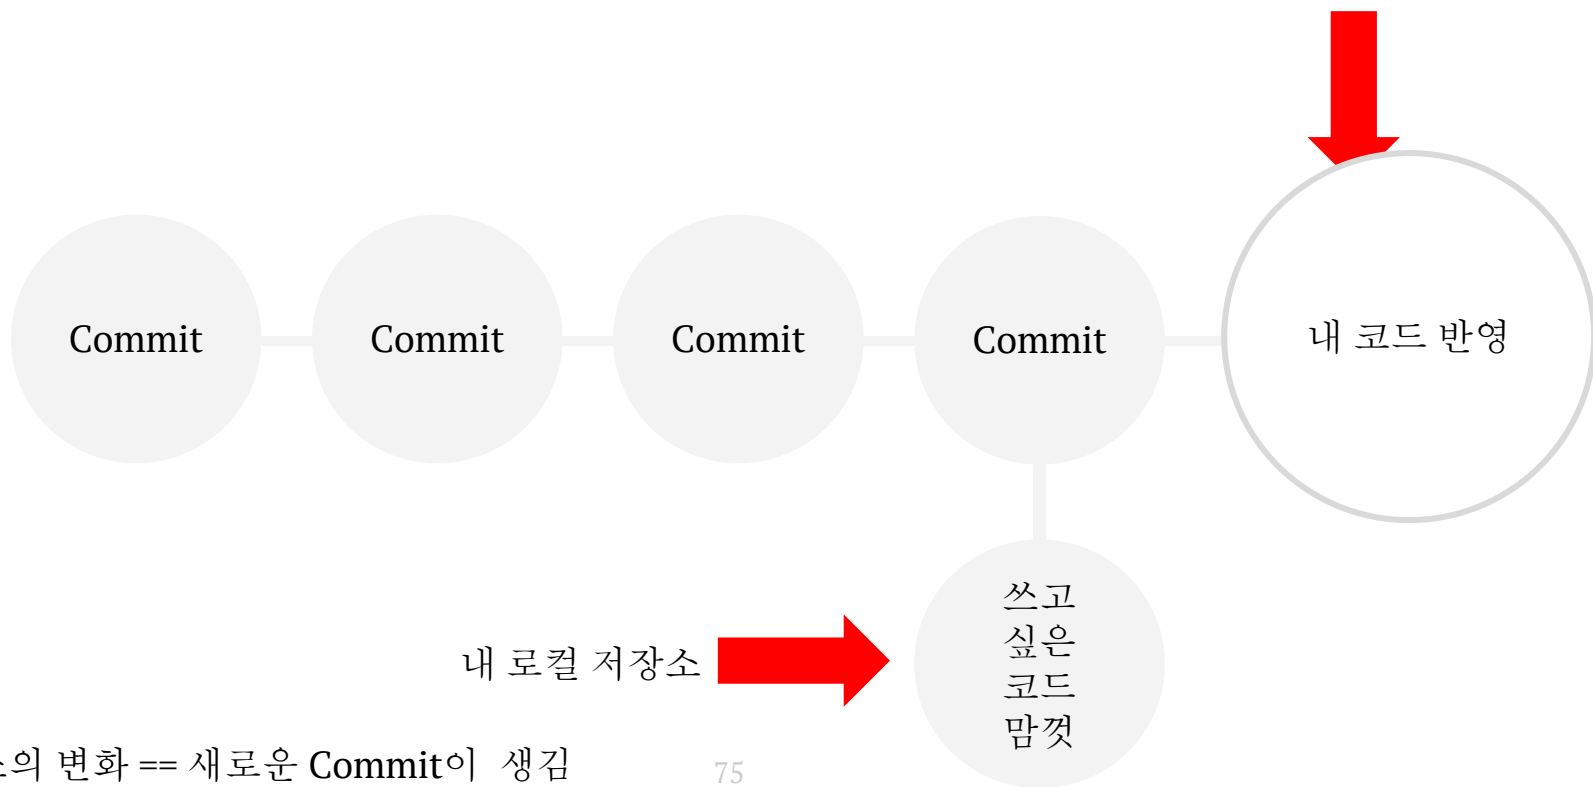 Commit
Commit
Commit
Commit
내 코드 반영
쓰고
싶은
코드
맘껏
내 로컬 저장소
의 변화 == 새로운 Commit이 생김
75